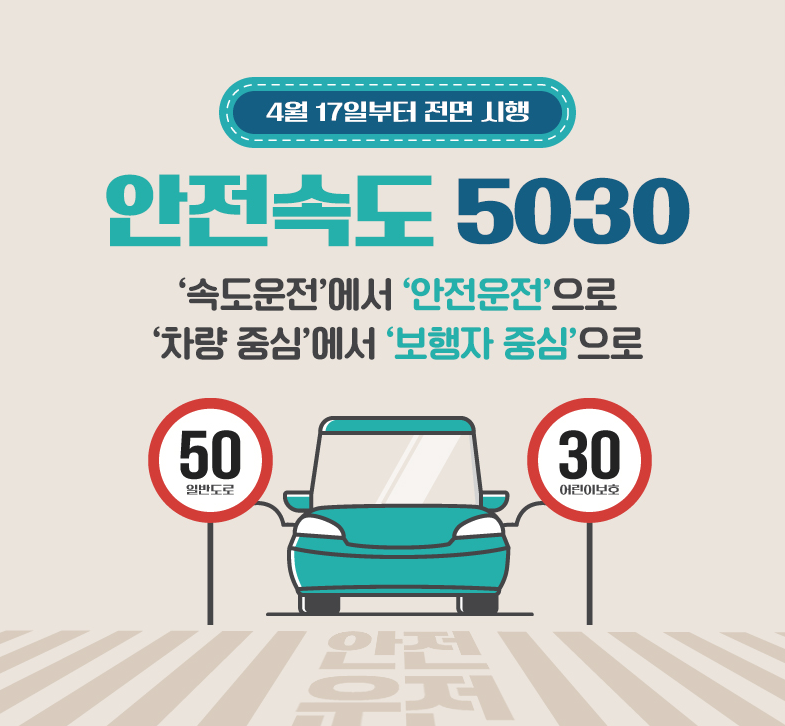 4월 17일부터 전면 시행
안전속도 5030
‘속도운전’에서 ‘안전운전’으로
‘차량 중심’에서 ‘보행자 중심’으로
50
일반도로
30
어린이보호
안전
운전